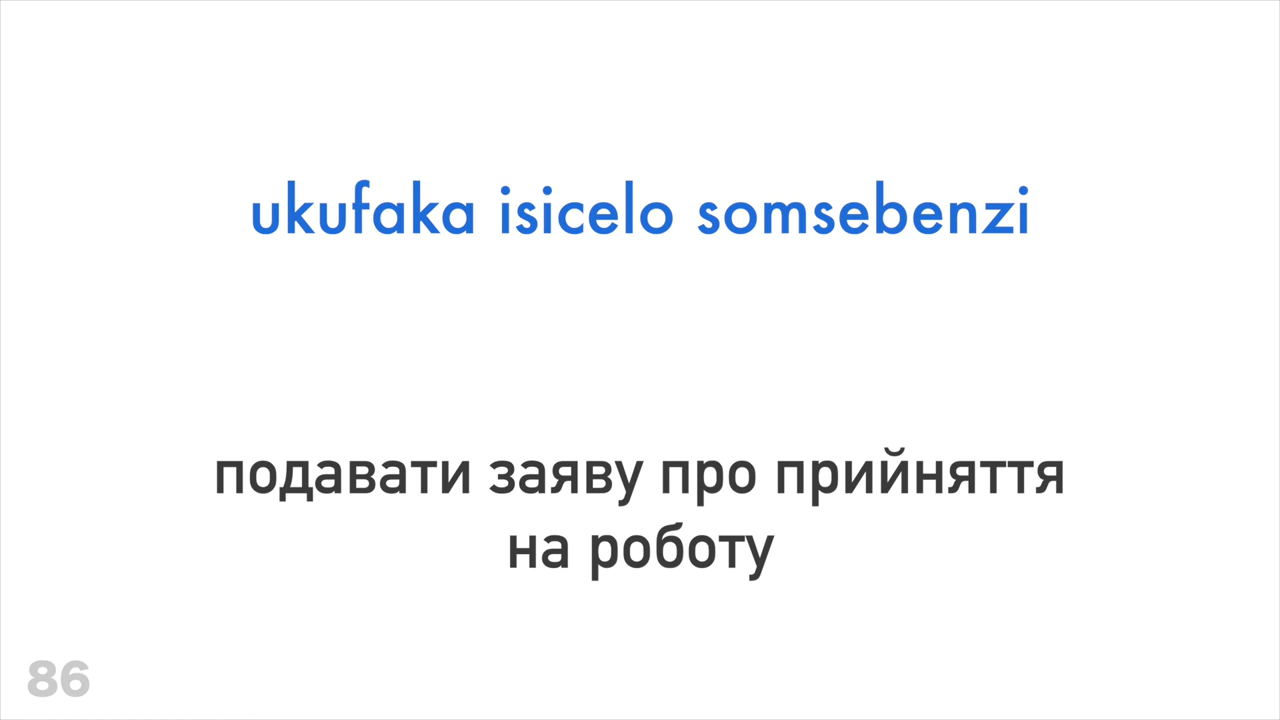 ukufaka isicelo somsebenzi
подавати заяву про прийняття
на роботу
86